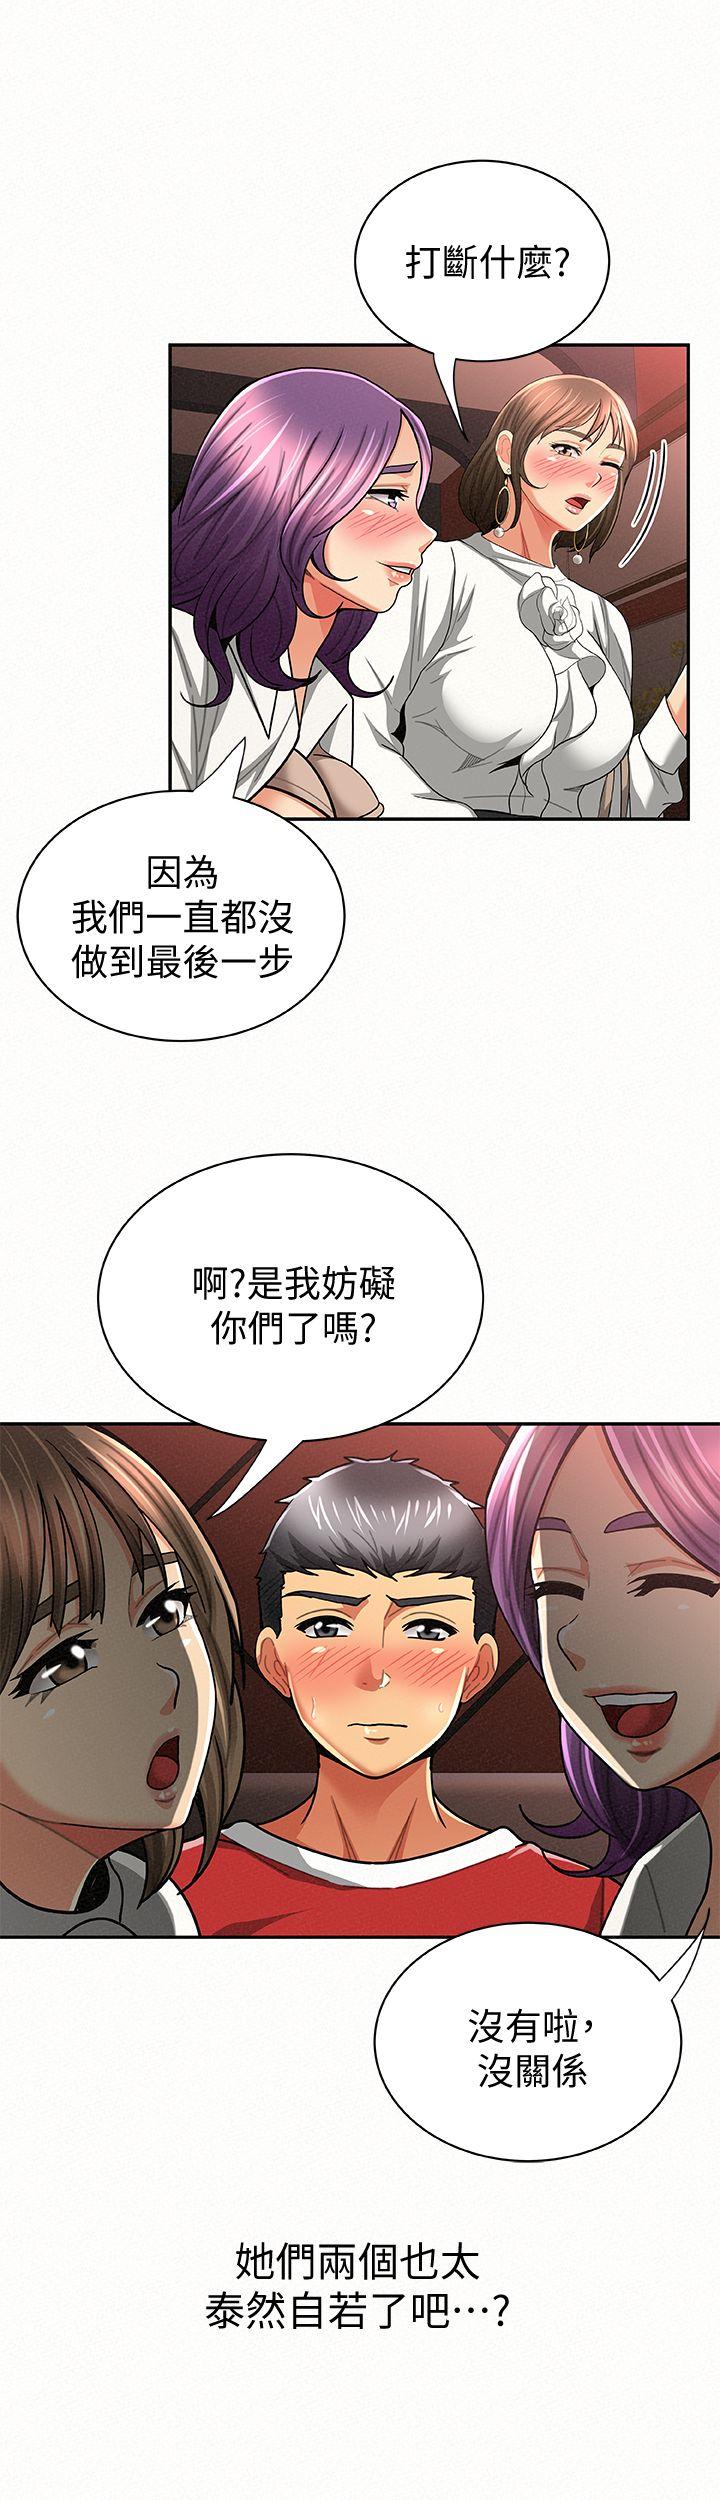 打斷什麼?
因為
我們一直都沒
做到最後一步
啊?是我妨礙
你們了嗎?
沒有啦，
沒關係
她們兩個也太
泰然自若了吧…?